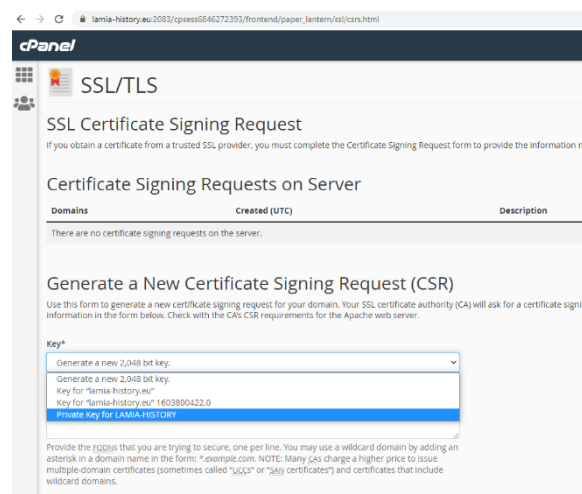 lamia-history.eu:2083/cpsess6846272393/frontend/paper_lantern/ssl/csrs.html
cPanel
SSL/TLS
SSL Certificate Signing Request
If you obtain a certificate from a trusted SSL provider, you must complete the Certificate Signing Request form to provide the information n
Certificate Signing Requests on Server
Domains Created (UTC) Description
There are no certificate signing requests on the server.
Generate a New Certificate Signing Request (CSR)
Use this form to generate a new certificate signing request for your domain. Your SSL certificate authority (CA) will ask for a certificate signi
information in the form below. Check with the CA's CSR requirements for the Apache web server.
Key*
Generate a new 2,048 bit key.
Generate a new 2,048 bit key.
Key for "lamia-history.eu"
Key for "lamia-history.eu" 1603800422.0
Private Key for LAMIA-HISTORY
Provide the FQDNs that you are trying to secure, one per line. You may use a wildcard domain by adding an
asterisk in a domain name in the form: *.example.com. NOTE: Many CAs charge a higher price to issue
multiple-domain certificates (sometimes called "UCCs" or "SAN certificates") and certificates that include
wildcard domains.